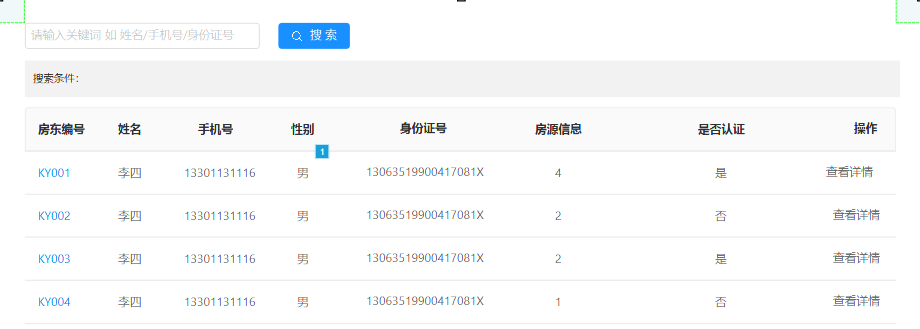 请输入关键词 如 姓名/手机号/身份证号 搜 索
搜索条件：
房东编号 姓名 手机号 性别 身份证号 房源信息 是否认证 操作
1
KY001 李四 13301131116 男 13063519900417081X 4 是 查看详情
KY002 李四 13301131116 男 13063519900417081X 2 否 查看详情
KY003 李四 13301131116 男 13063519900417081X 2 是 查看详情
KY004 李四 13301131116 男 13063519900417081X 1 否 查看详情